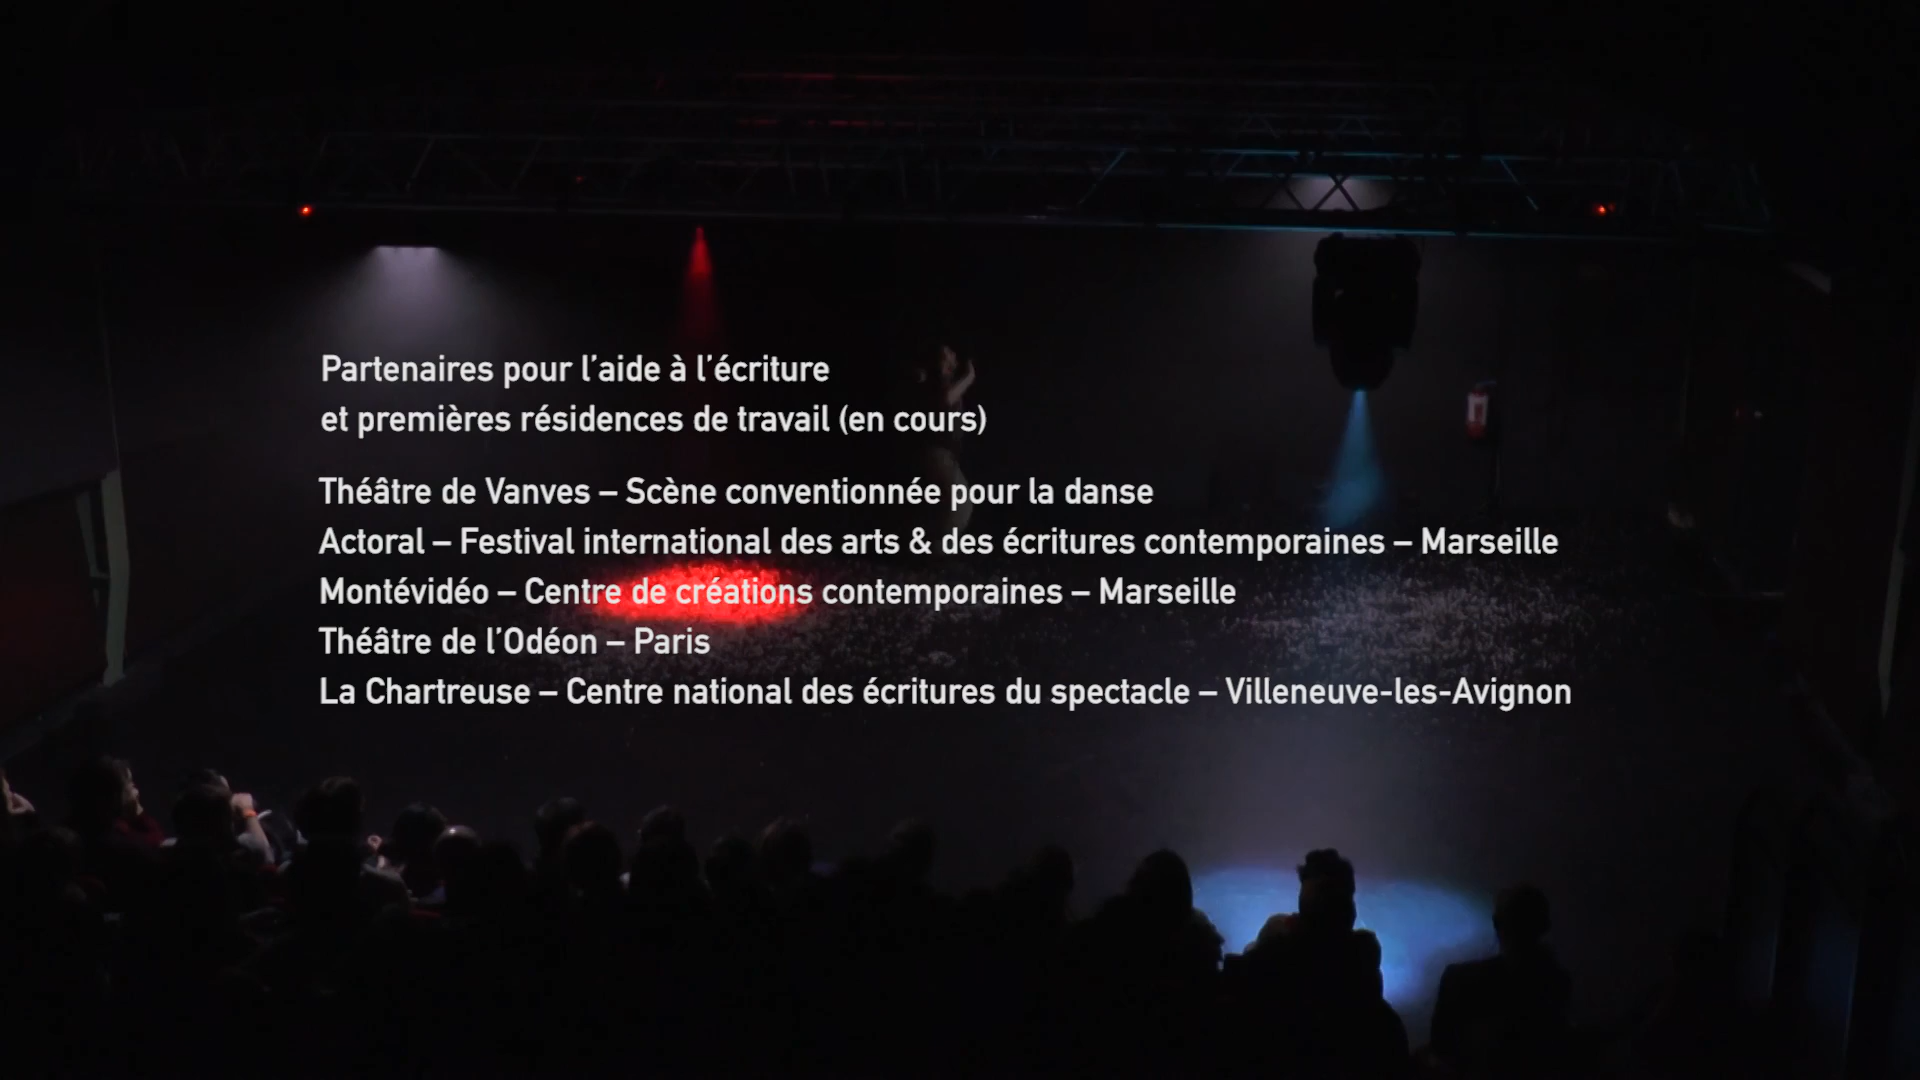 Partenaires pour l’aide à l’écriture
et premières résidences de travail (en cours)
Théâtre de Vanves – Scène conventionnée pour la danse
Actoral – Festival international des arts & des écritures contemporaines – Marseille
Montévidéo – Centre de créations contemporaines – Marseille
Théâtre de l’Odéon – Paris
La Chartreuse – Centre national des écritures du spectacle – Villeneuve-les-Avignon